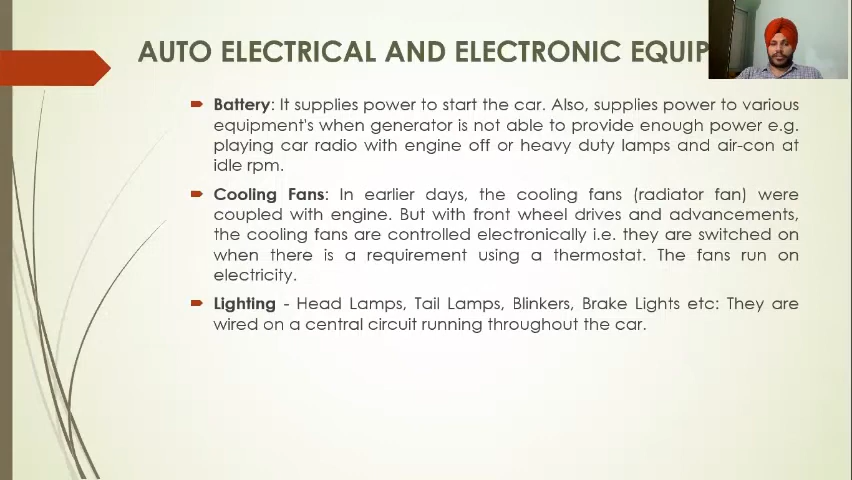 AUTO ELECTRICAL AND ELECTRONIC EQUIP
Battery: It supplies power to start the car. Also, supplies power to various
equipment's when generator is not able to provide enough power e.g.
playing car radio with engine off or heavy duty lamps and air-con at
idle rpm.
Cooling Fans: In earlier days, the cooling fans (radiator fan) were
coupled with engine. But with front wheel drives and advancements,
the cooling fans are controlled electronically i.e. they are switched on
when there is a requirement using a thermostat. The fans run on
electricity.
Lighting - Head Lamps, Tail Lamps, Blinkers, Brake Lights etc: They are
wired on a central circuit running throughout the car.